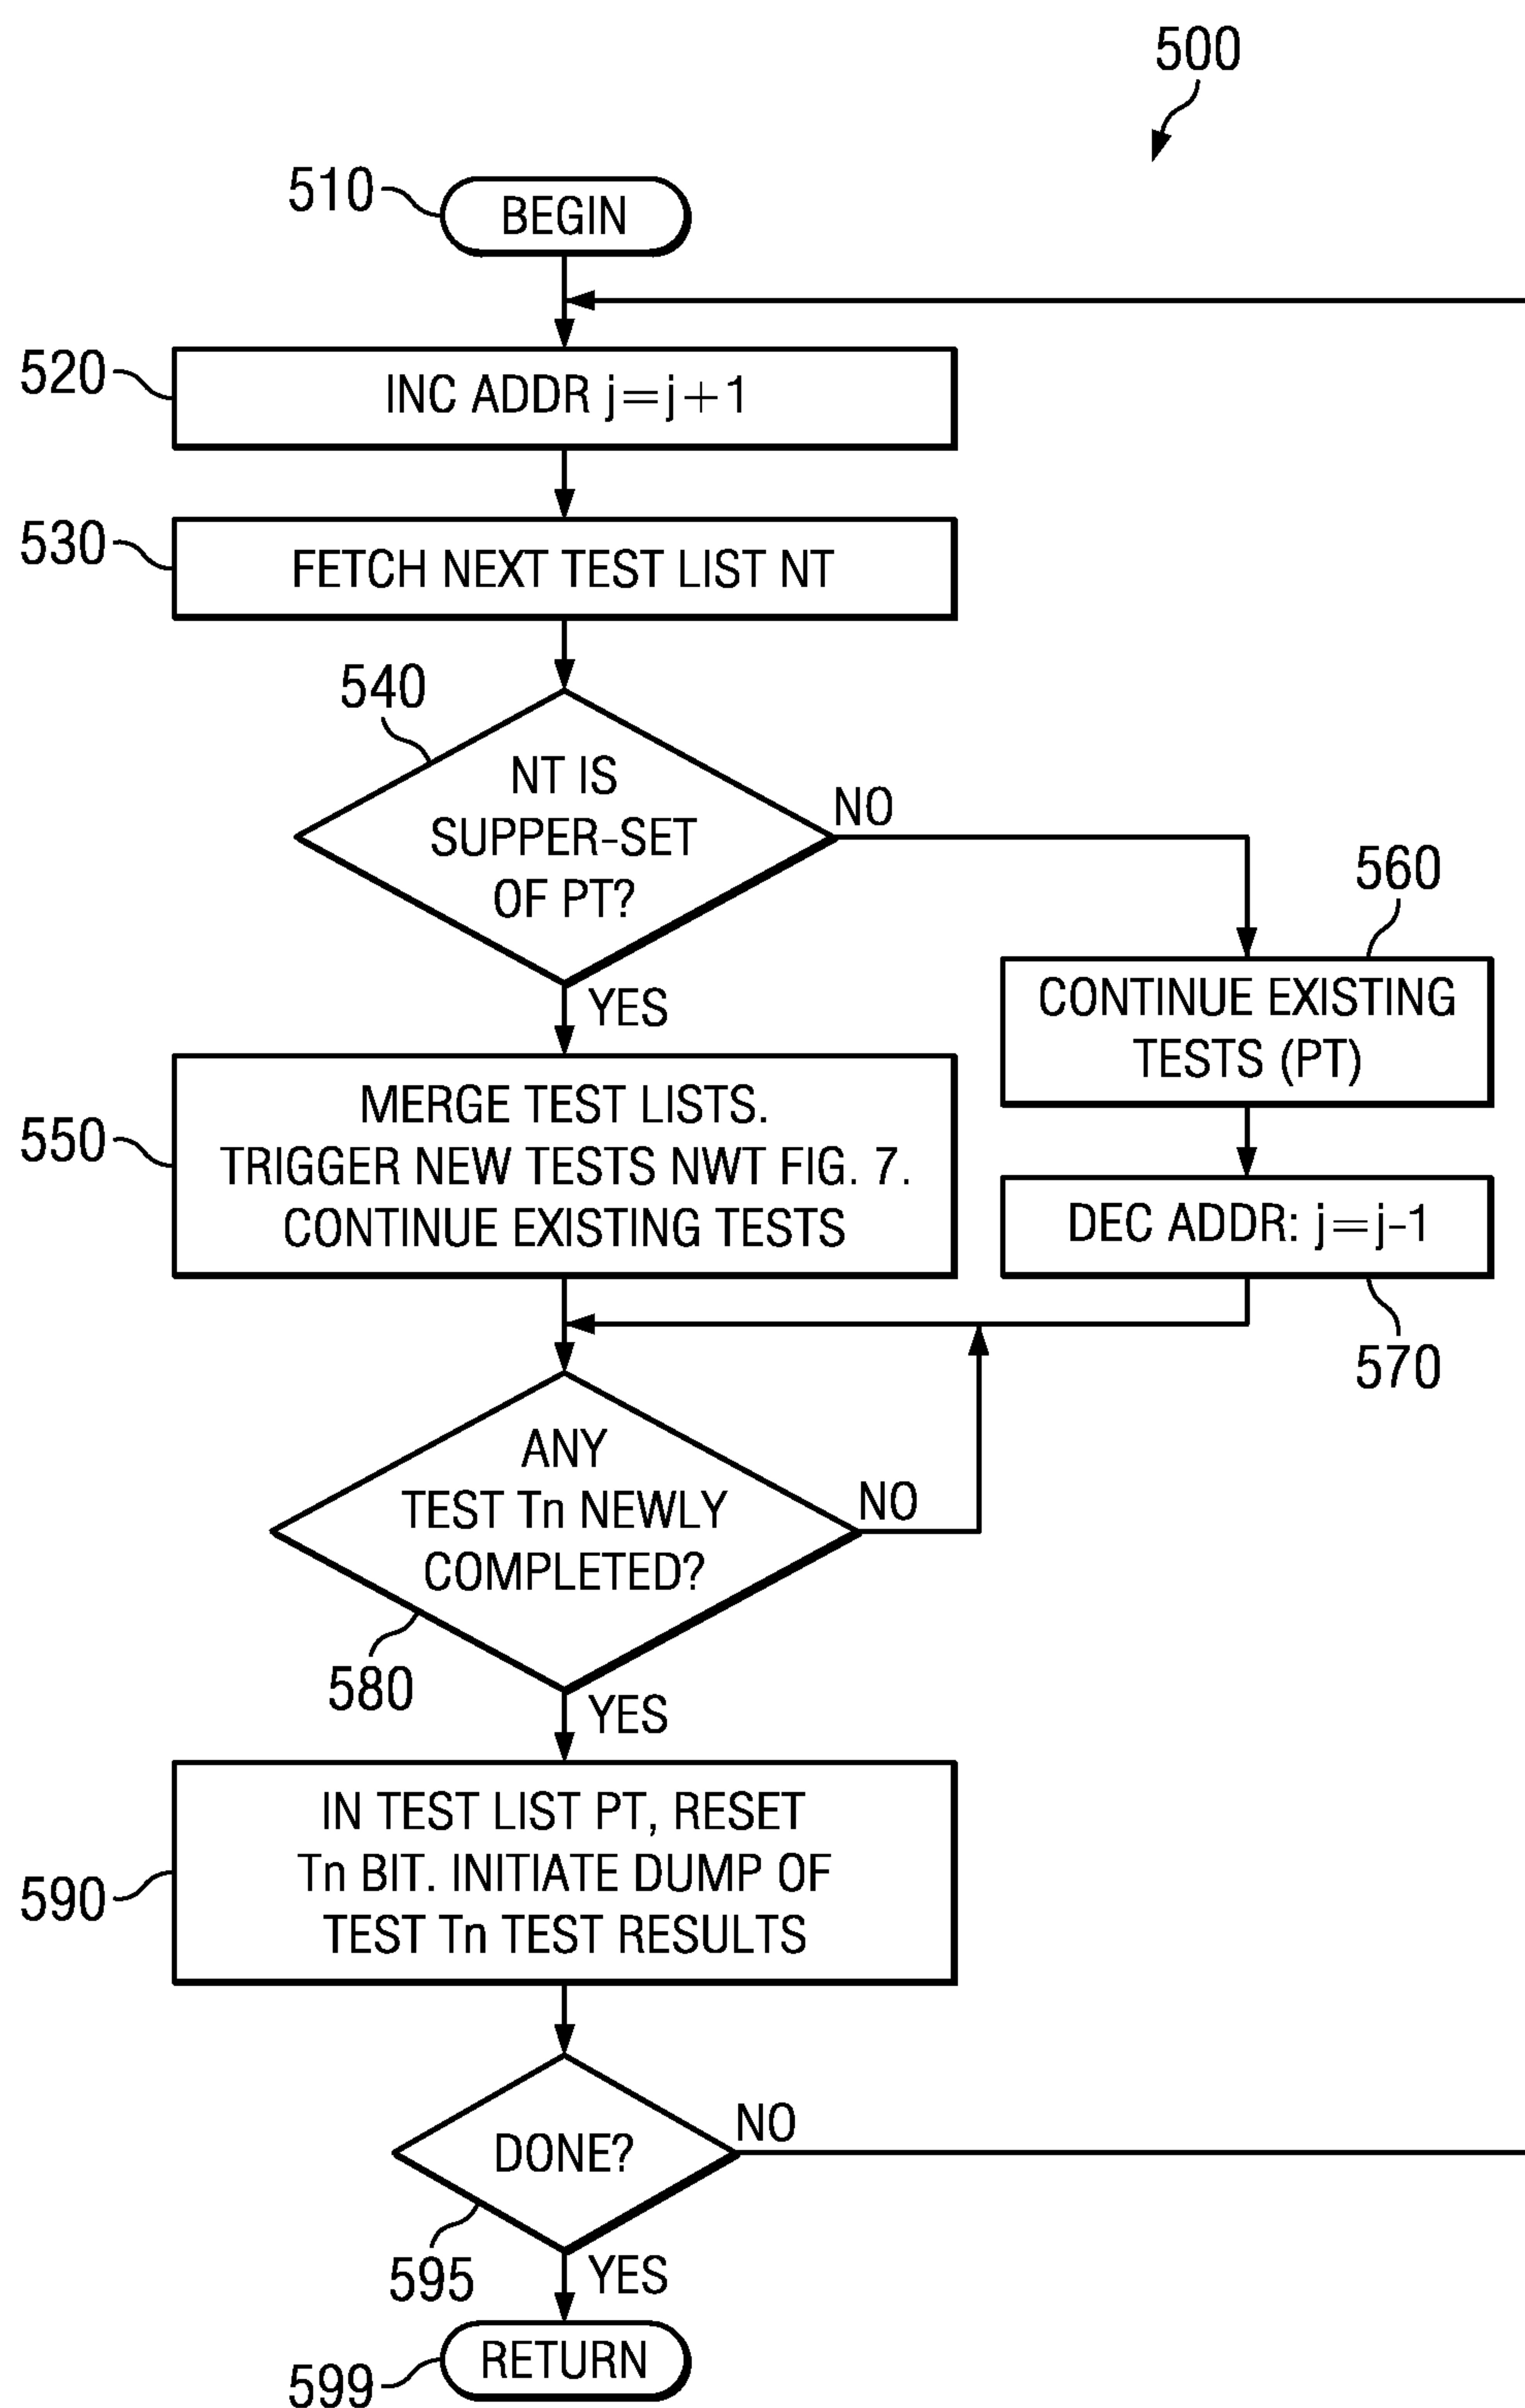 500
510
BEGIN
520
INC ADDR j=j+1
530
FETCH NEXT TEST LIST NT
540
NT IS
SUPPER-SET
OF PT?
NO
YES
560
CONTINUE EXISTING
TESTS (PT)
550
MERGE TEST LISTS.
TRIGGER NEW TESTS NWT FIG. 7.
CONTINUE EXISTING TESTS
DEC ADDR: j=j-1
570
ANY
TEST Tn NEWLY
COMPLETED?
NO
580
YES
590
IN TEST LIST PT, RESET
Tn BIT. INITIATE DUMP OF
TEST Tn TEST RESULTS
DONE?
NO
595
YES
599
RETURN